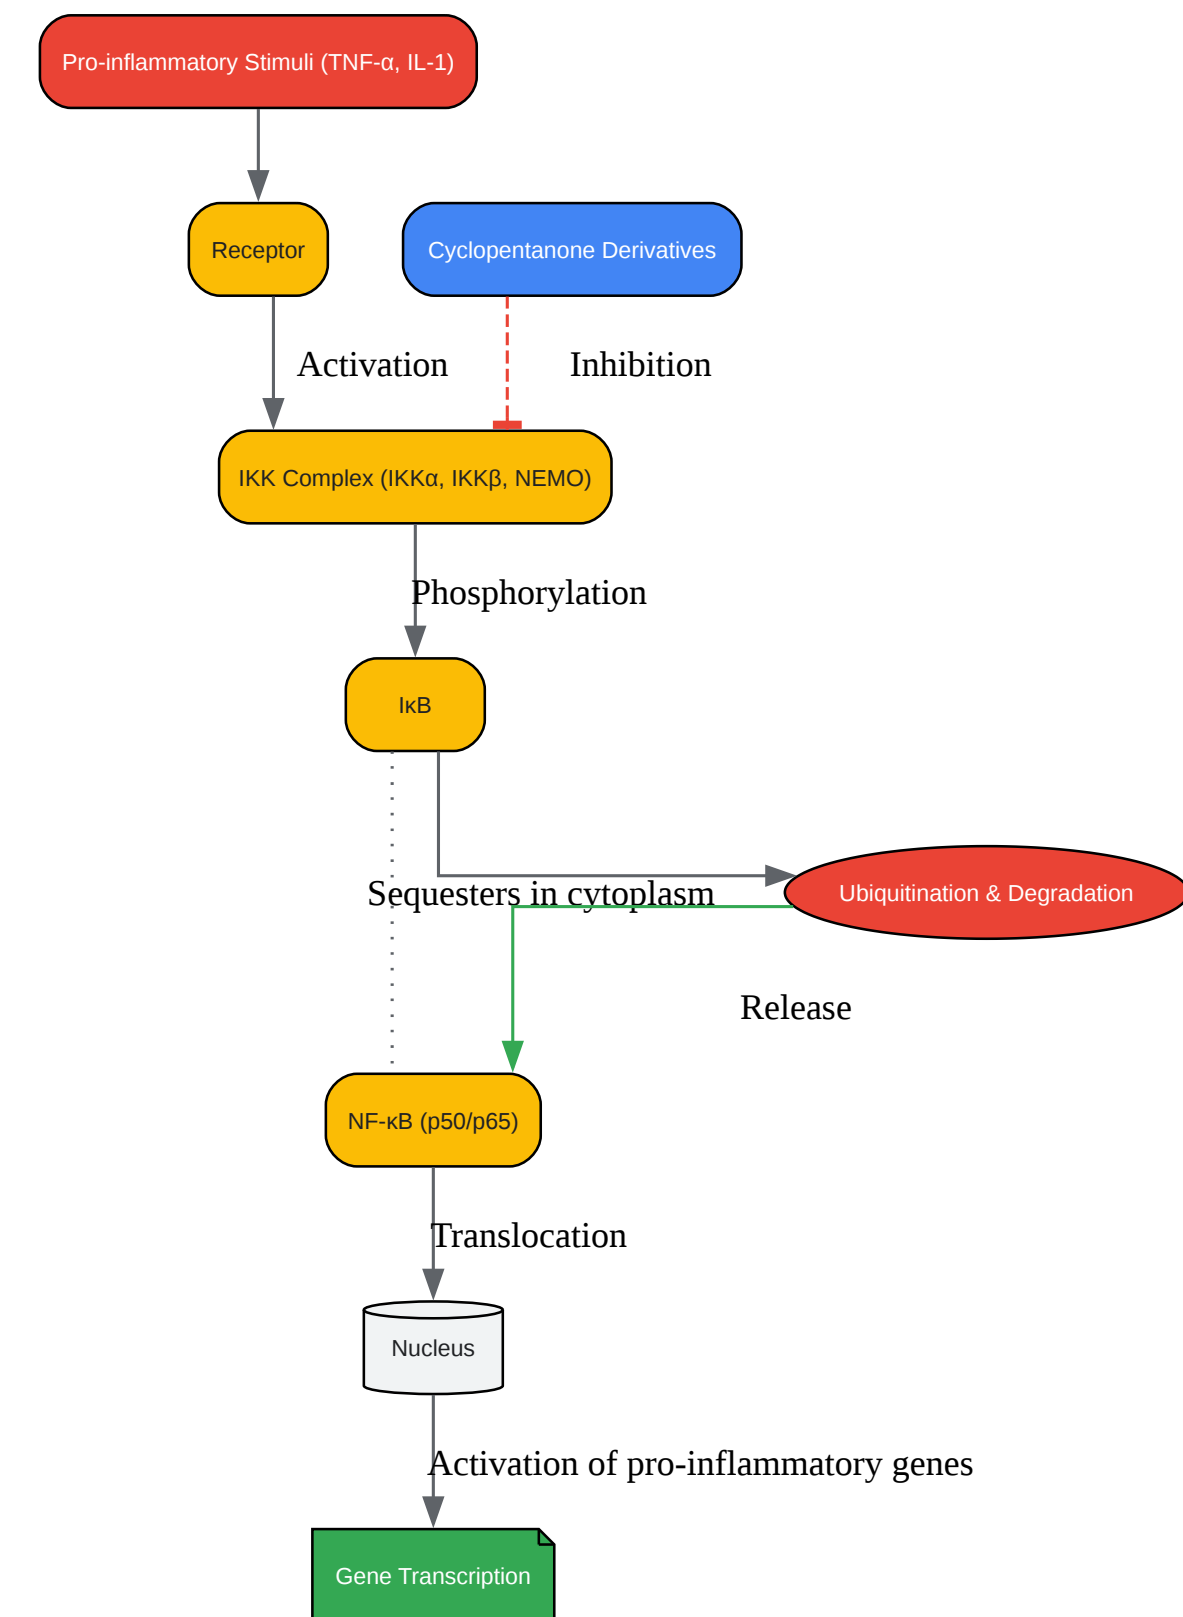 Pro-inflammatory Stimuli (TNF-α, IL-1)
Receptor
Cyclopentanone Derivatives
Activation
Inhibition
IKK Complex (IKKα, IKKβ, NEMO)
Phosphorylation
IκB
Sequesters in cytoplasm
Ubiquitination & Degradation
Release
NF-κB (p50/p65)
Translocation
Nucleus
Activation of pro-inflammatory genes
Gene Transcription